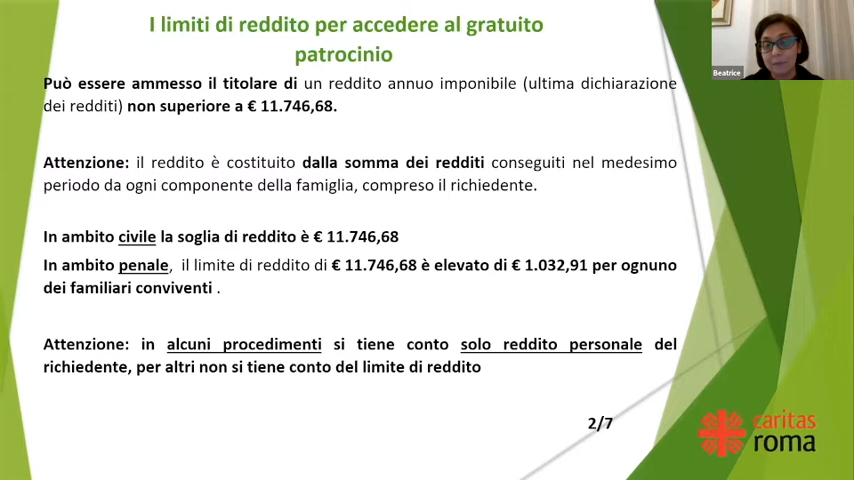 I limiti di reddito per accedere al gratuito
patrocinio
Può essere ammesso il titolare di un reddito annuo imponibile (ultima dichiarazione
dei redditi) non superiore a € 11.746,68.
Attenzione: il reddito è costituito dalla somma dei redditi conseguiti nel medesimo
periodo da ogni componente della famiglia, compreso il richiedente.
In ambito civile la soglia di reddito è € 11.746,68
In ambito penale, il limite di reddito di € 11.746,68 è elevato di € 1.032,91 per ognuno
dei familiari conviventi .
Attenzione: in alcuni procedimenti si tiene conto solo reddito personale del
richiedente, per altri non si tiene conto del limite di reddito
2/7
caritas
roma
Beatrice